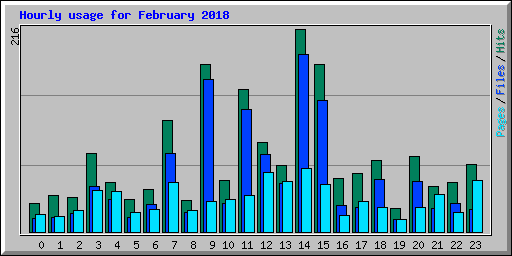 Hourly usage for February 2018
216
Pages/Files/Hits
0 1 2 3 4 5 6 7 8 9 10 11 12 13 14 15 16 17 18 19 20 21 22 23